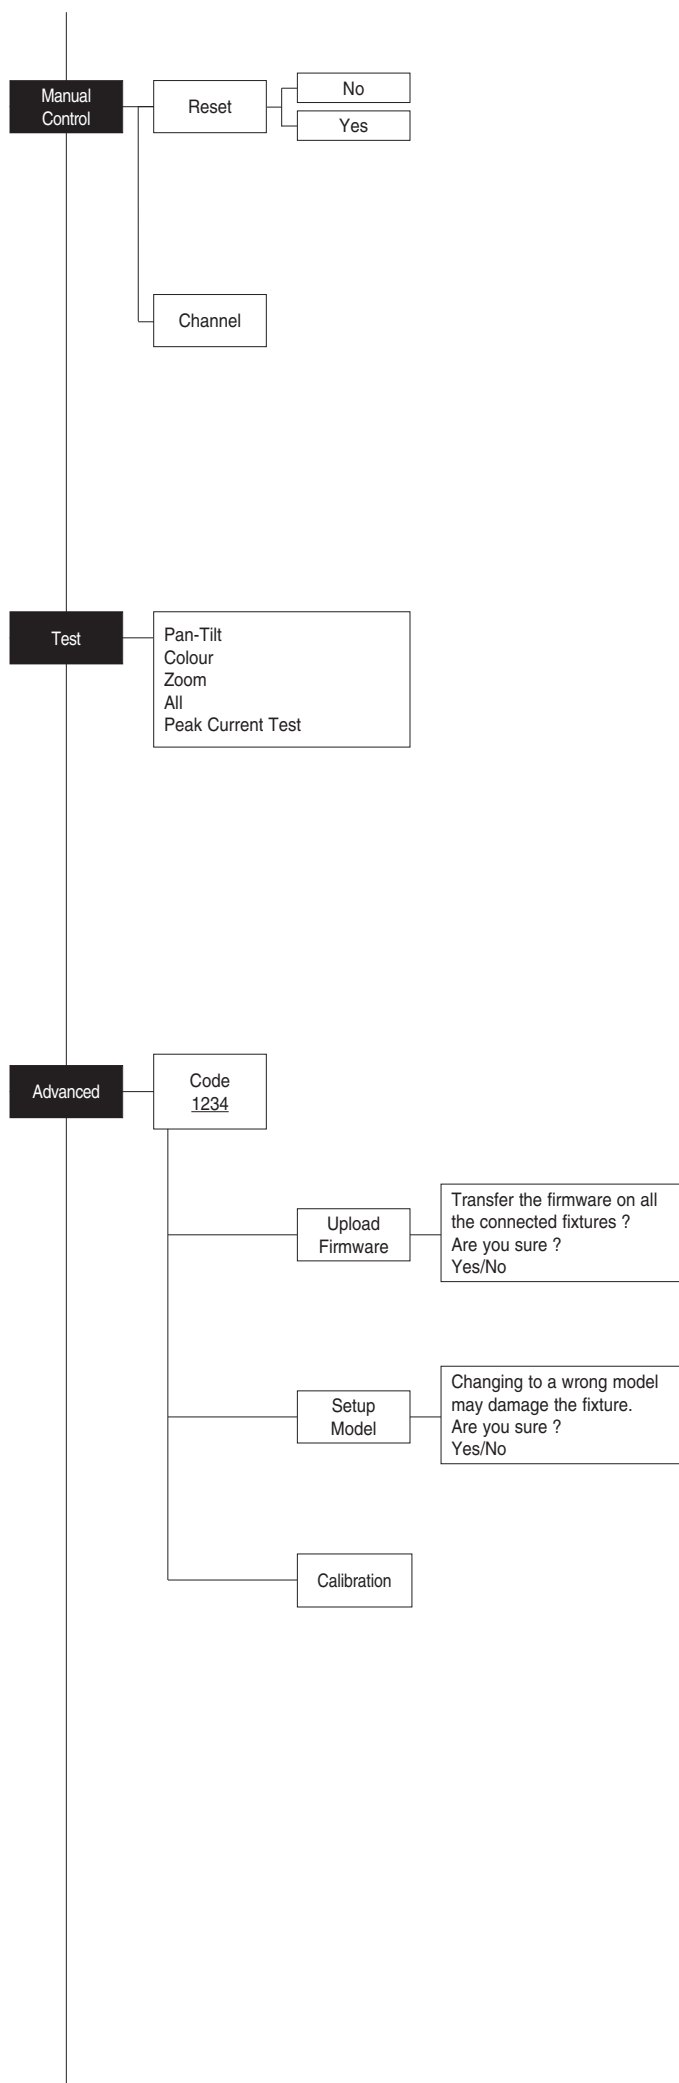 Manual
Control
Reset
No
Yes
Channel
Test
Pan-Tilt
Colour
Zoom
All
Peak Current Test
Advanced
Code
1234
Upload
Firmware
Transfer the firmware on all
the connected fixtures ?
Are you sure ?
Yes/No
Setup
Model
Changing to a wrong model
may damage the fixture.
Are you sure ?
Yes/No
Calibration